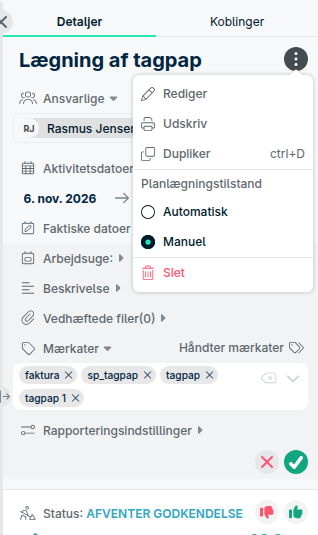 Detaljer
Koblinger
Lægning af tagpap
Ansvarlige
RJ Rasmus Jensen
Aktivitetsdatoer
6. nov. 2026
Faktiske datoer
Rediger
Udskriv
Dupliker ctrl+D
Planlægningstilstand
Automatisk
Manuel
Slet
Arbejdsuge:
Beskrivelse
Vedhæftede filer(0)
Mærkater
Håndter mærkater
faktura sp_tagpap tagpap
tagpap 1
Rapporteringsindstillinger
Status: AFVENTER GODKENDELSE